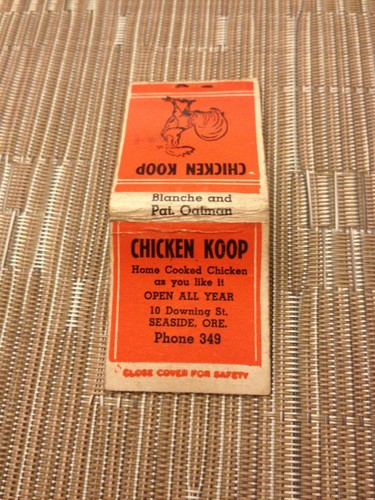 CHICKEN KOOP
Blanche and
Pat. Oatman
CHICKEN KOOP
Home Cooked Chicken
as you like it
OPEN ALL YEAR
10 Downing St.
SEASIDE, ORE.
Phone 349
CLOSE COVER FOR SAFETY